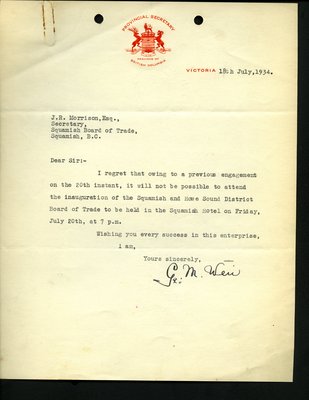 PROVINCIAL SECRETARY
VICTORIA 18th July, 1934.
J.R. Morrison, Esq.,
Secretary,
Squamish Board of Trade,
Squamish, B.C.
Dear Sir:-
I regret that owing to a previous engagement
on the 20th instant, it will not be possible to attend
the inauguration of the Squamish and Howe Sound District
Board of Trade to be held in the Squamish Hotel on Friday,
July 20th, at 7 p.m.
Wishing you every success in this enterprise,
I am,
Yours sincerely,
G. M. Weir